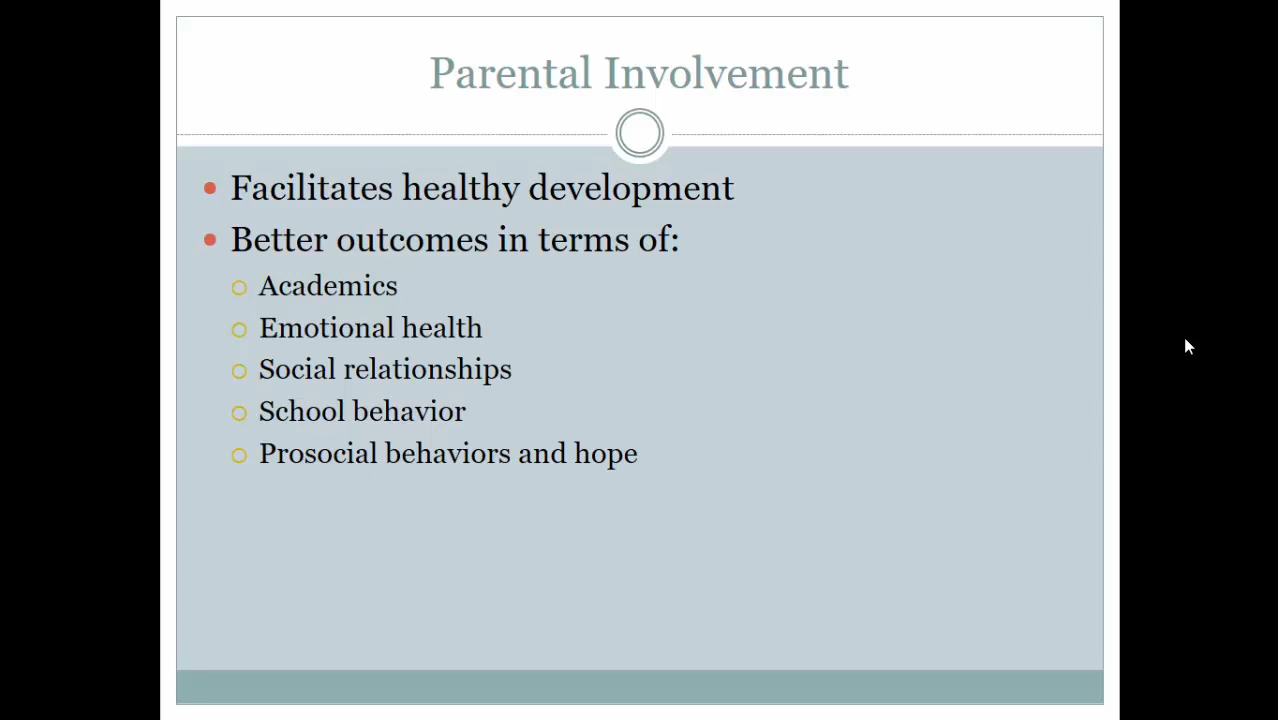 Parental Involvement
Facilitates healthy development
Better outcomes in terms of:
Academics
Emotional health
Social relationships
School behavior
Prosocial behaviors and hope